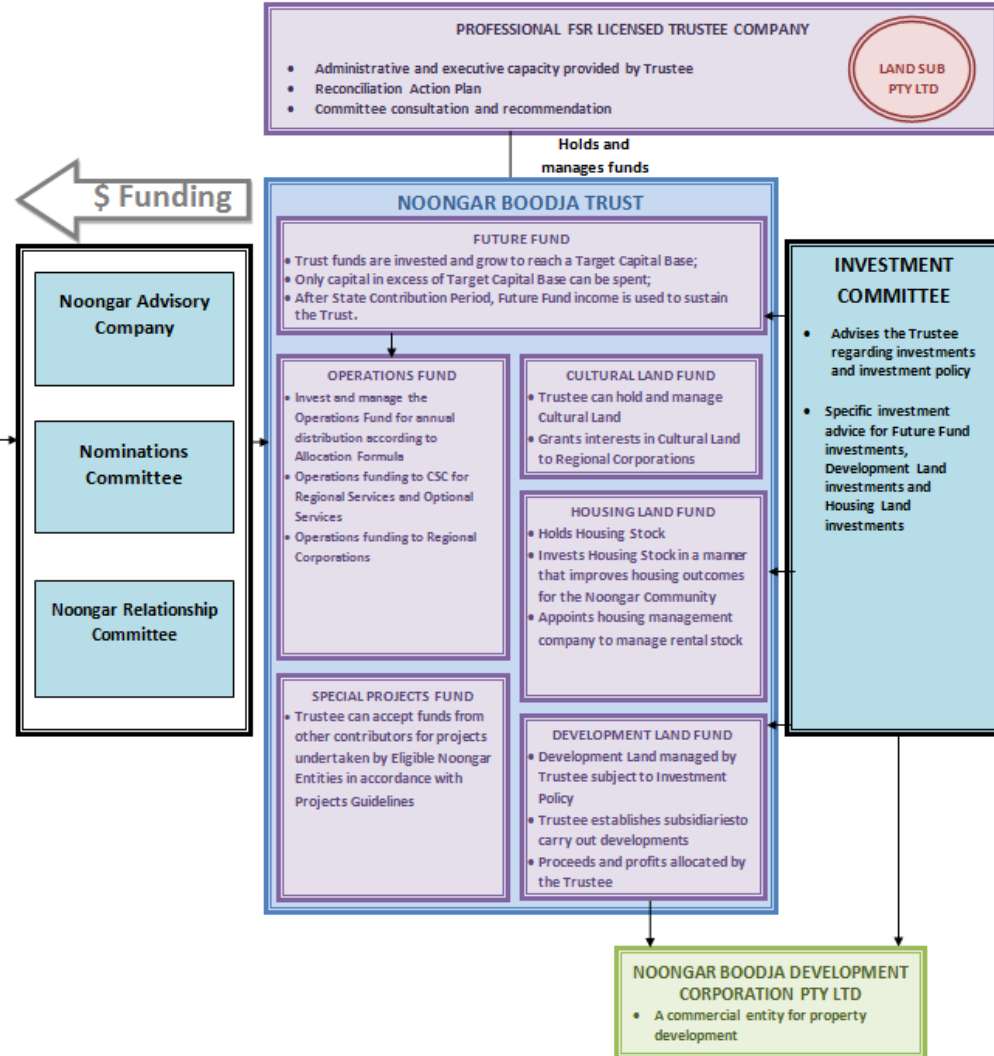 PROFESSIONAL FSR LICENSED TRUSTEE COMPANY
• Administrative and executive capacity provided by Trustee
• Reconciliation Action Plan
• Committee consultation and recommendation
LAND SUB
PTY LTD
Holds and
manages funds
$ Funding
NOONGAR BOODJA TRUST
FUTURE FUND
• Trust funds are invested and grow to reach a Target Capital Base;
• Only capital in excess of Target Capital Base can be spent;
• After State Contribution Period, Future Fund income is used to sustain
the Trust.
Noongar Advisory
Company
Nominations
Committee
Noongar Relationship
Committee
OPERATIONS FUND
• Invest and manage the
Operations Fund for annual
distribution according to
Allocation Formula
• Operations funding to CSC for
Regional Services and Optional
Services
• Operations funding to Regional
Corporations
CULTURAL LAND FUND
• Trustee can hold and manage
Cultural Land
• Grants interests in Cultural Land
to Regional Corporations
HOUSING LAND FUND
• Holds Housing Stock
• Invests Housing Stock in a manner
that improves housing outcomes
for the Noongar Community
• Appoints housing management
company to manage rental stock
SPECIAL PROJECTS FUND
• Trustee can accept funds from
other contributors for projects
undertaken by Eligible Noongar
Entities in accordance with
Projects Guidelines
DEVELOPMENT LAND FUND
• Development Land managed by
Trustee subject to Investment
Policy
• Trustee establishes subsidiariesto
carry out developments
• Proceeds and profits allocated by
the Trustee
INVESTMENT
COMMITTEE
• Advises the Trustee
regarding investments
and investment policy
• Specific investment
advice for Future Fund
investments,
Development Land
investments and
Housing Land
investments
NOONGAR BOODJA DEVELOPMENT
CORPORATION PTY LTD
• A commercial entity for property
development